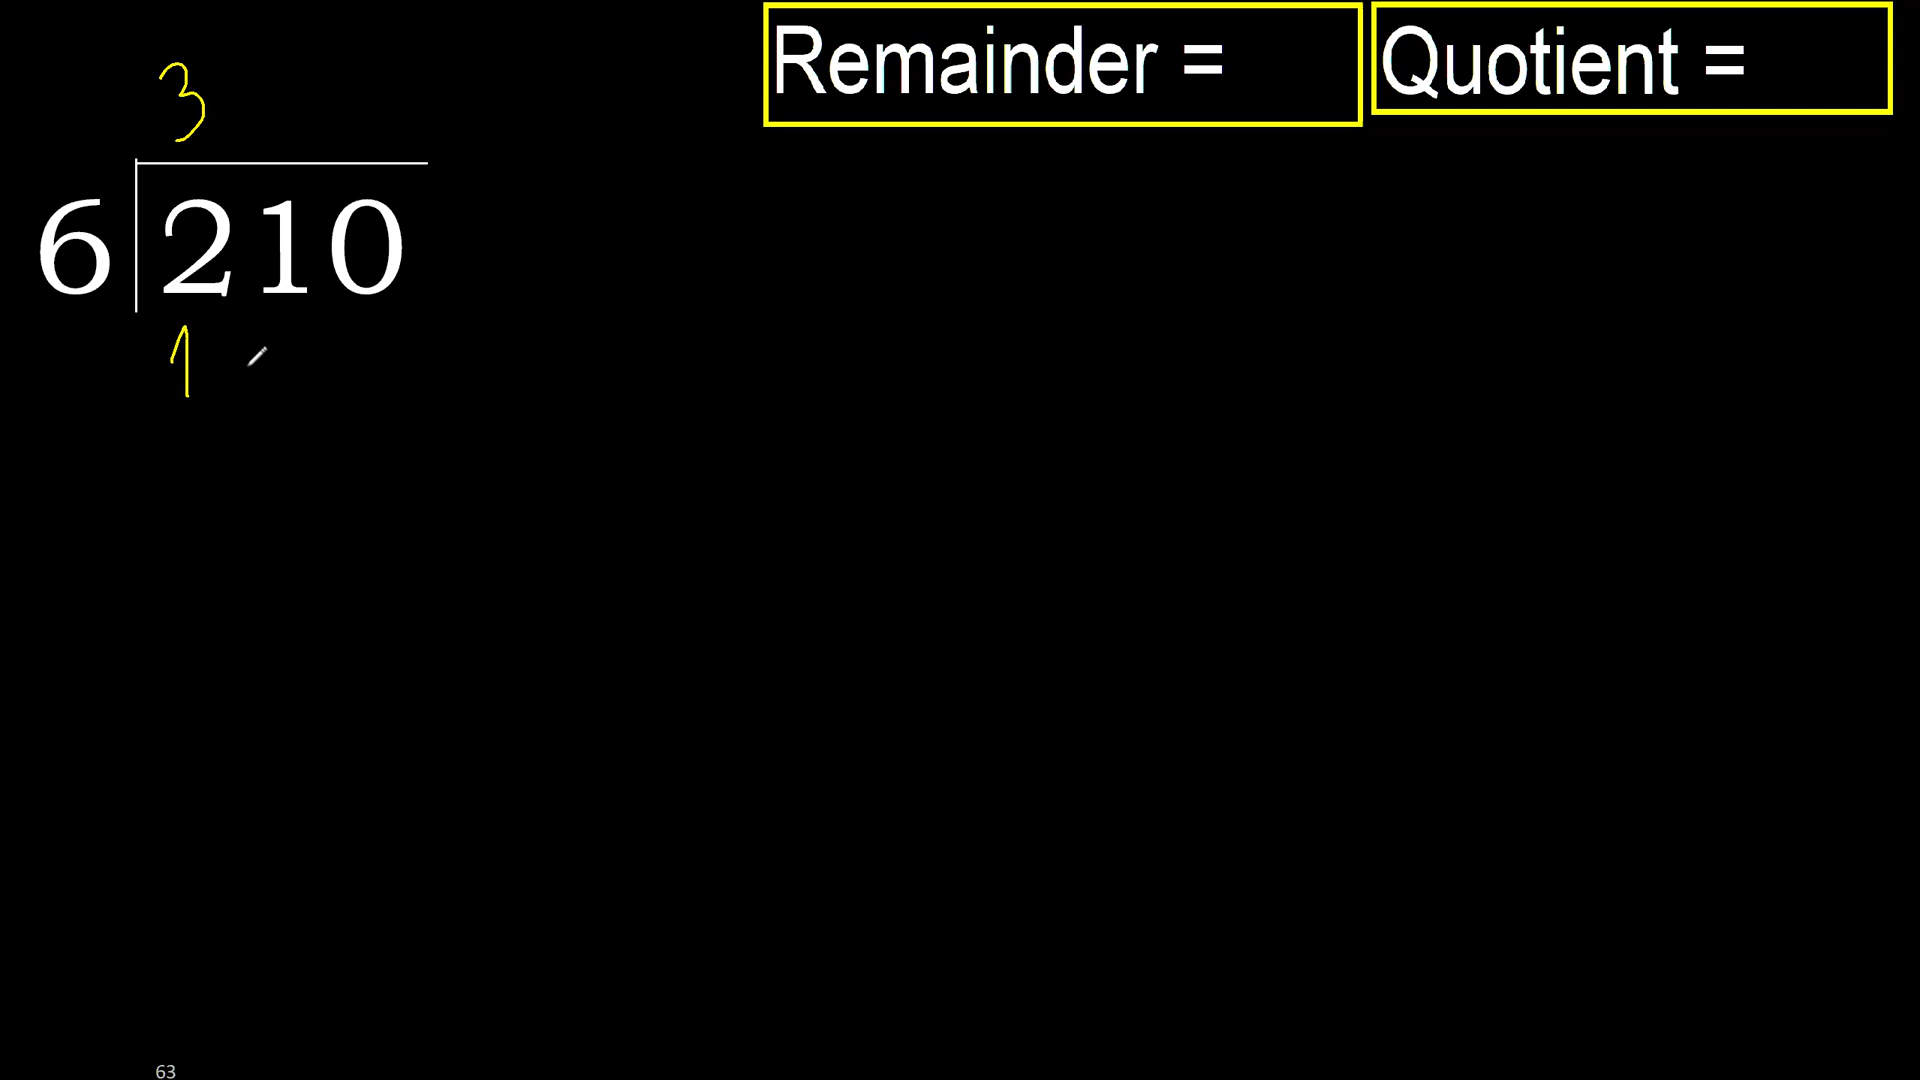 Remainder = Quotient =
3
6 210
1
63